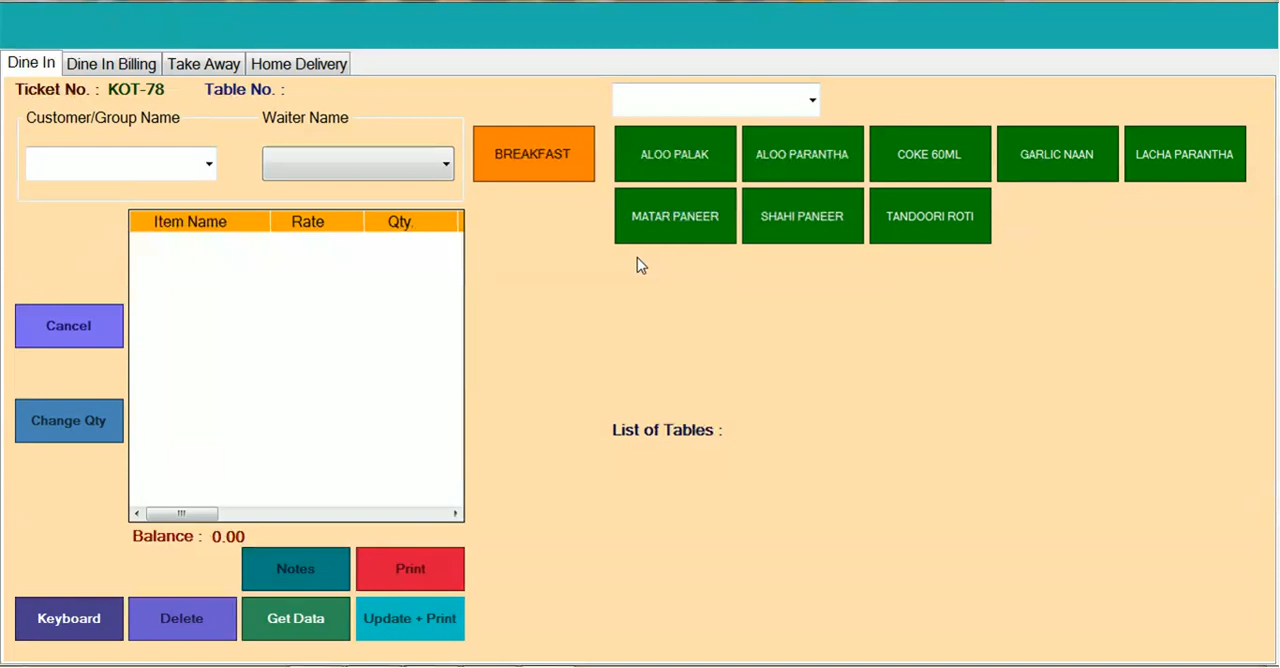 Dine In
Dine In Billing
Take Away
Home Delivery
Ticket No. : KOT-78
Table No. :
Customer/Group Name
Waiter Name
BREAKFAST
ALOO PALAK
ALOO PARANTHA
COKE 60ML
GARLIC NAAN
LACHA PARANTHA
MATAR PANEER
SHAHI PANEER
TANDOORI ROTI
Item Name
Rate
Qty.
Cancel
Change Qty
List of Tables :
Balance : 0.00
Notes
Print
Keyboard
Delete
Get Data
Update + Print